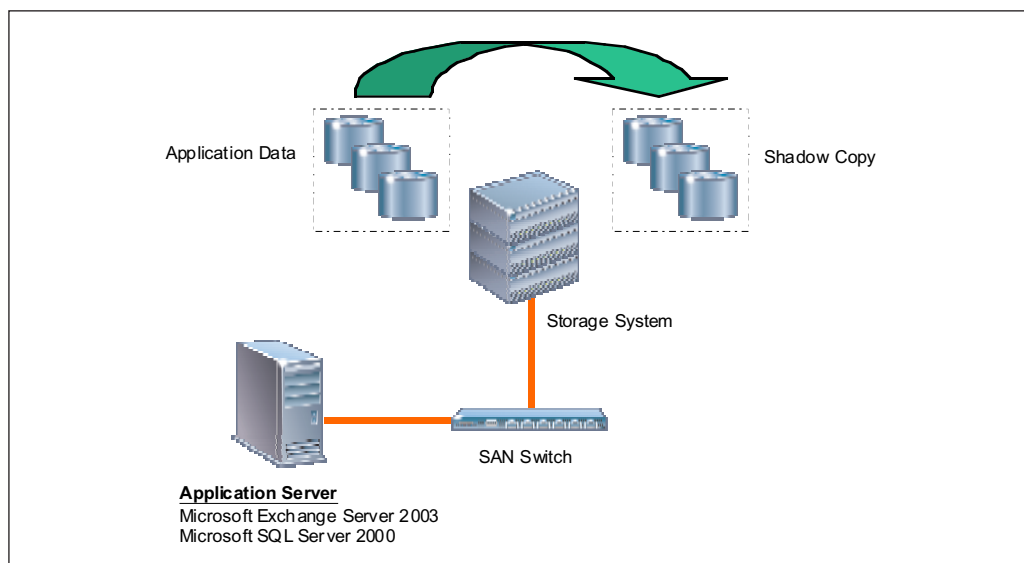 Application Data
Shadow Copy
Storage System
SAN Switch
Application Server
Microsoft Exchange Server 2003
Microsoft SQL Server 2000